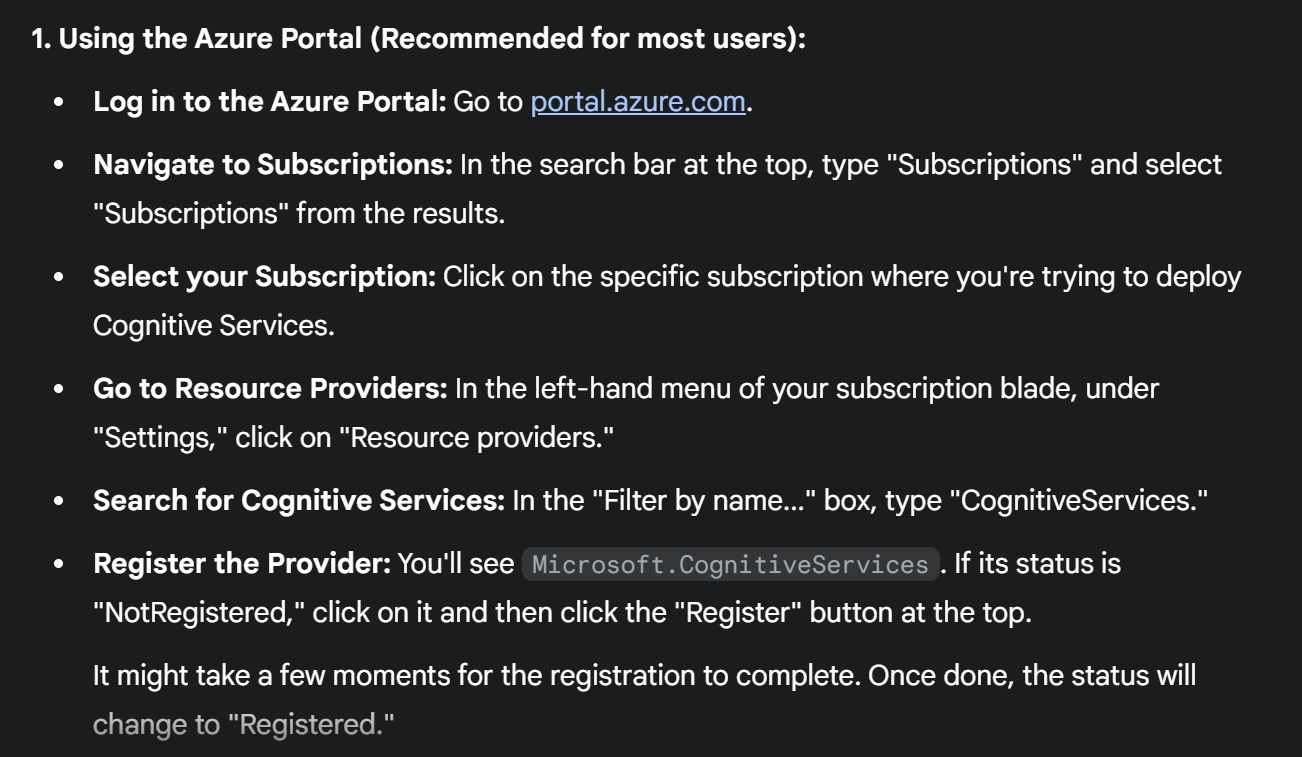 1. Using the Azure Portal (Recommended for most users):
• Log in to the Azure Portal: Go to portal.azure.com.
• Navigate to Subscriptions: In the search bar at the top, type "Subscriptions" and select
"Subscriptions" from the results.
• Select your Subscription: Click on the specific subscription where you're trying to deploy
Cognitive Services.
• Go to Resource Providers: In the left-hand menu of your subscription blade, under
"Settings," click on "Resource providers."
• Search for Cognitive Services: In the "Filter by name..." box, type "CognitiveServices."
• Register the Provider: You'll see Microsoft.CognitiveServices. If its status is
"NotRegistered," click on it and then click the "Register" button at the top.
It might take a few moments for the registration to complete. Once done, the status will
change to "Registered."